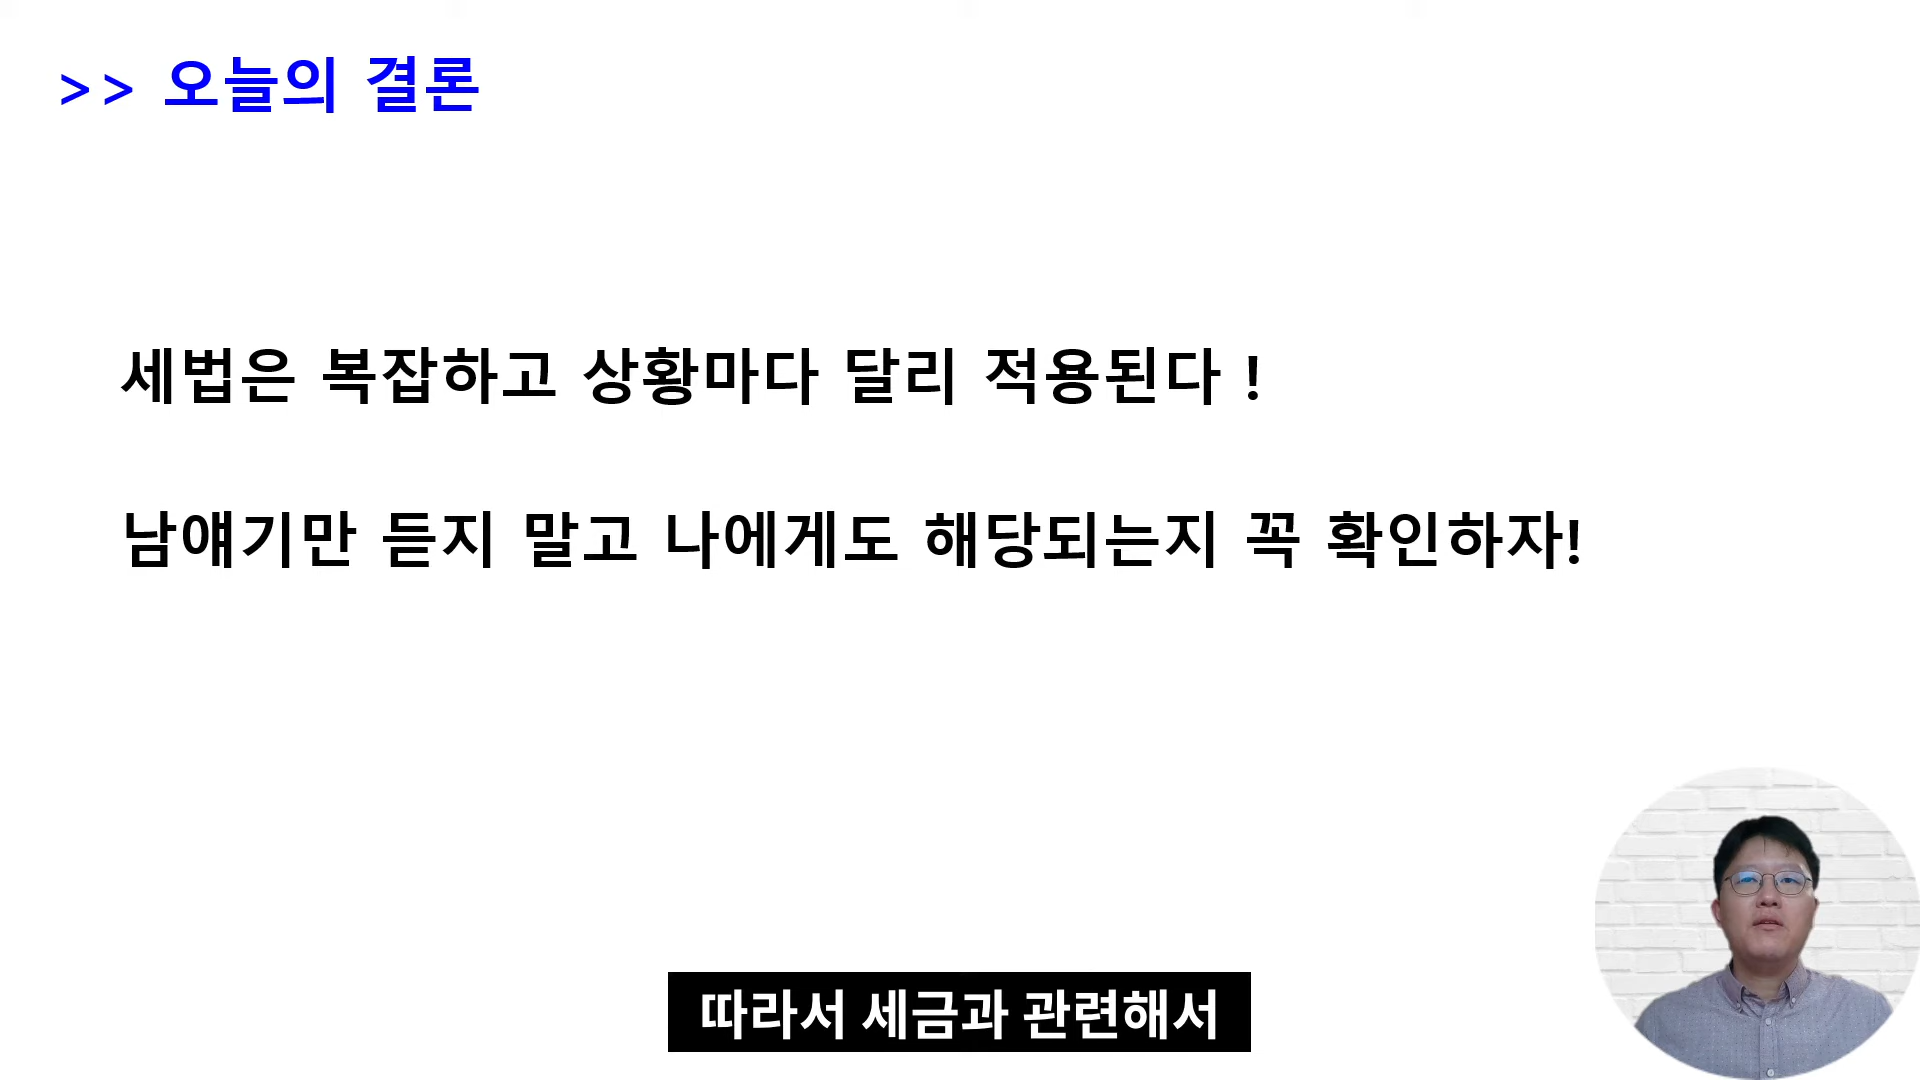 >> 오늘의 결론
세법은 복잡하고 상황마다 달리 적용된다 !
남얘기만 듣지 말고 나에게도 해당되는지 꼭 확인하자!
따라서 세금과 관련해서